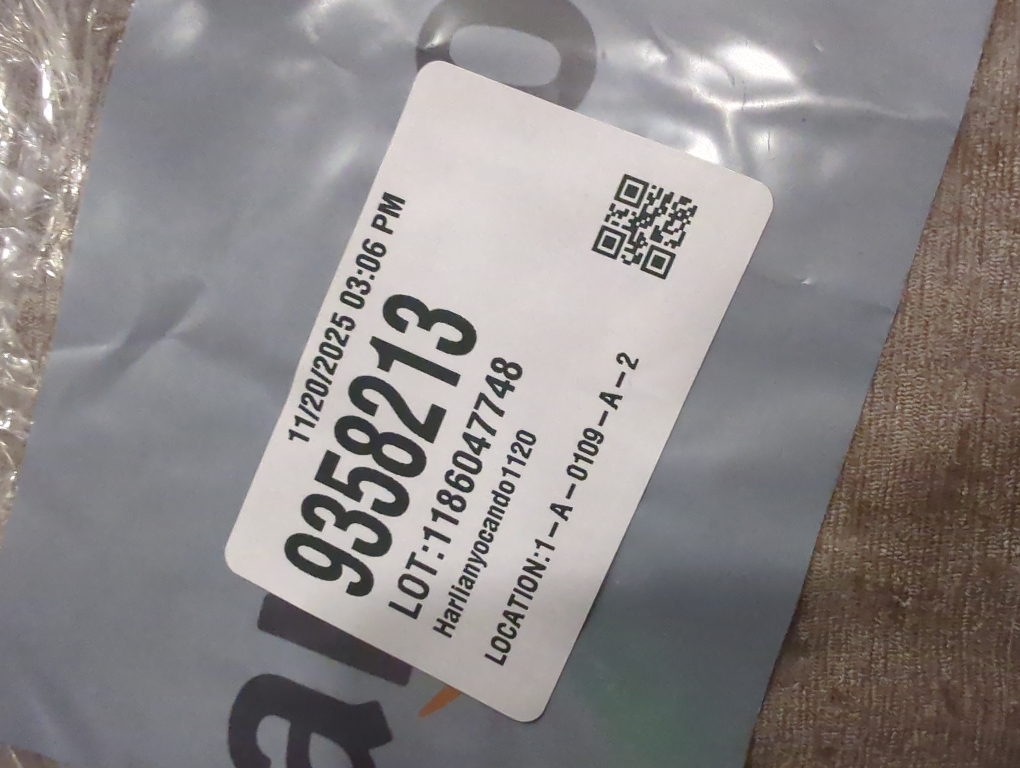 11/20/2025 03:06 PM
9358213
LOT:1186047748
Harlianyocando1120
LOCATION:1-A-0109-A-2
a
o